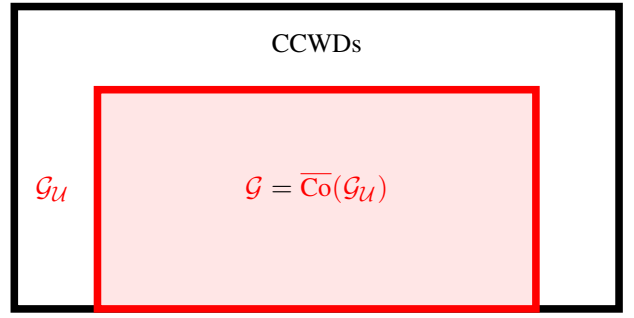 CCWDs
𝒢_𝒰 𝒢 = \overline{Co}(𝒢_𝒰)